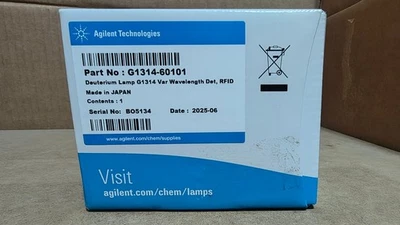 Agilent Technologies
Part No : G1314-60101
Deuterium Lamp G1314 Var Wavelength Det, RFID
Made in JAPAN
Contents : 1
Serial No: BO5134 Date : 2025-06
www.agilent.com/chem/supplies
Visit
agilent.com/chem/lamps